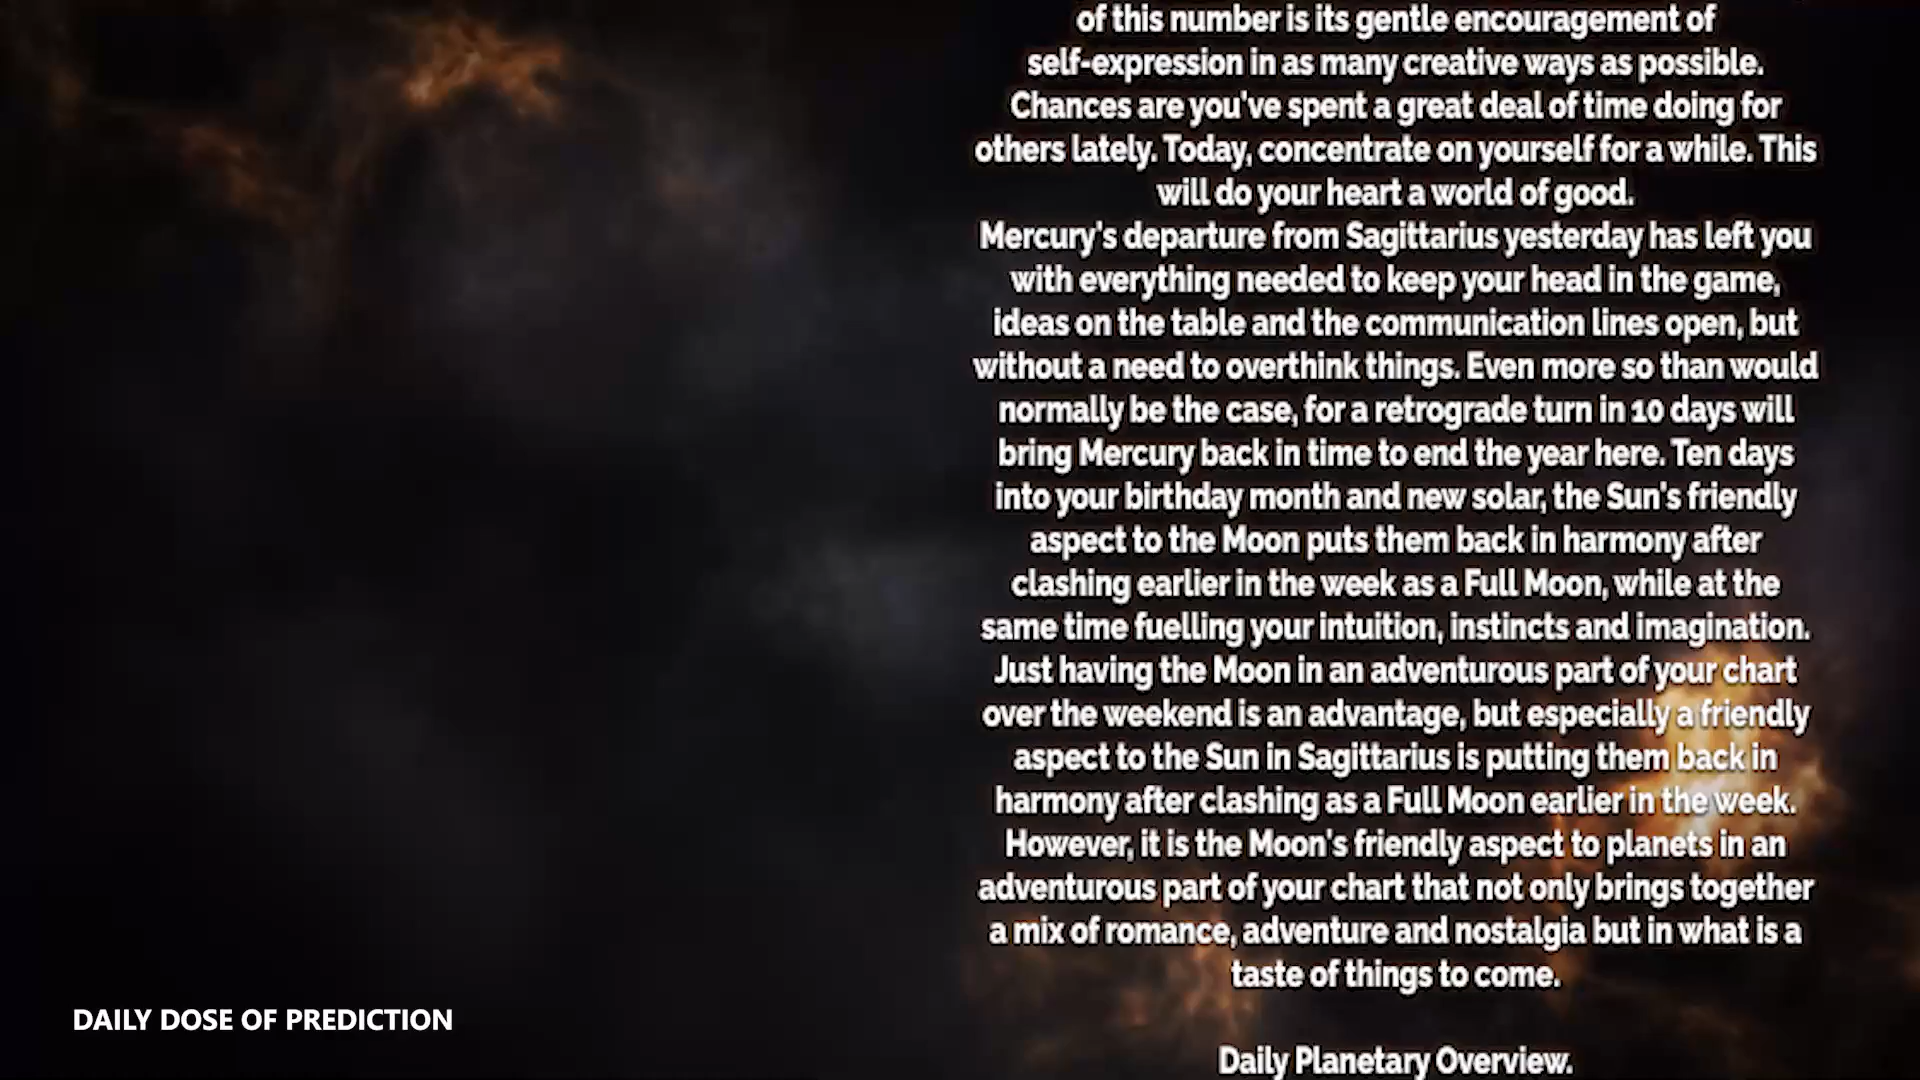 of this number is its gentle encouragement of
self-expression in as many creative ways as possible.
Chances are you've spent a great deal of time doing for
others lately. Today, concentrate on yourself for a while. This
will do your heart a world of good.
Mercury's departure from Sagittarius yesterday has left you
with everything needed to keep your head in the game,
ideas on the table and the communication lines open, but
without a need to overthink things. Even more so than would
normally be the case, for a retrograde turn in 10 days will
bring Mercury back in time to end the year here. Ten days
into your birthday month and new solar, the Sun's friendly
aspect to the Moon puts them back in harmony after
clashing earlier in the week as a Full Moon, while at the
same time fuelling your intuition, instincts and imagination.
Just having the Moon in an adventurous part of your chart
over the weekend is an advantage, but especially a friendly
aspect to the Sun in Sagittarius is putting them back in
harmony after clashing as a Full Moon earlier in the week.
However, it is the Moon's friendly aspect to planets in an
adventurous part of your chart that not only brings together
a mix of romance, adventure and nostalgia but in what is a
taste of things to come.
Daily Planetary Overview.
DAILY DOSE OF PREDICTION